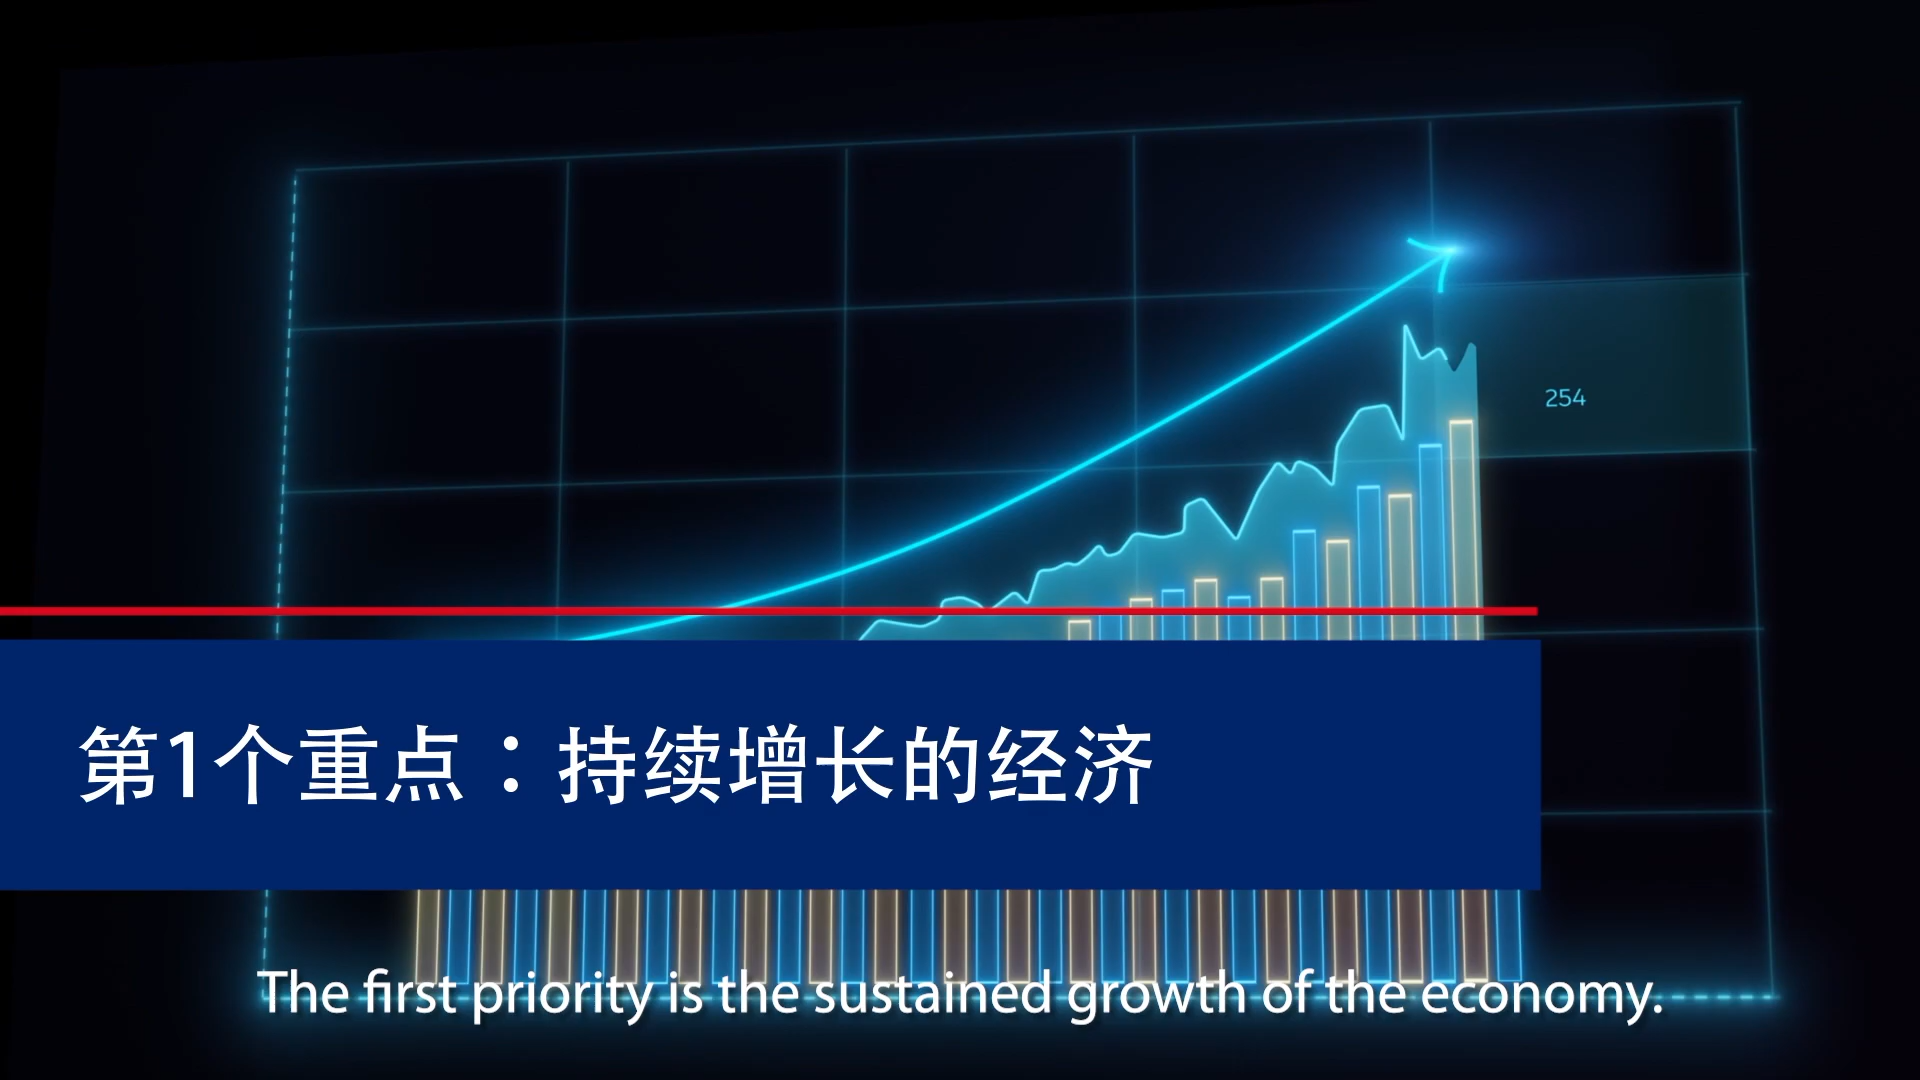 254
第1个重点：持续增长的经济
The first priority is the sustained growth of the economy.